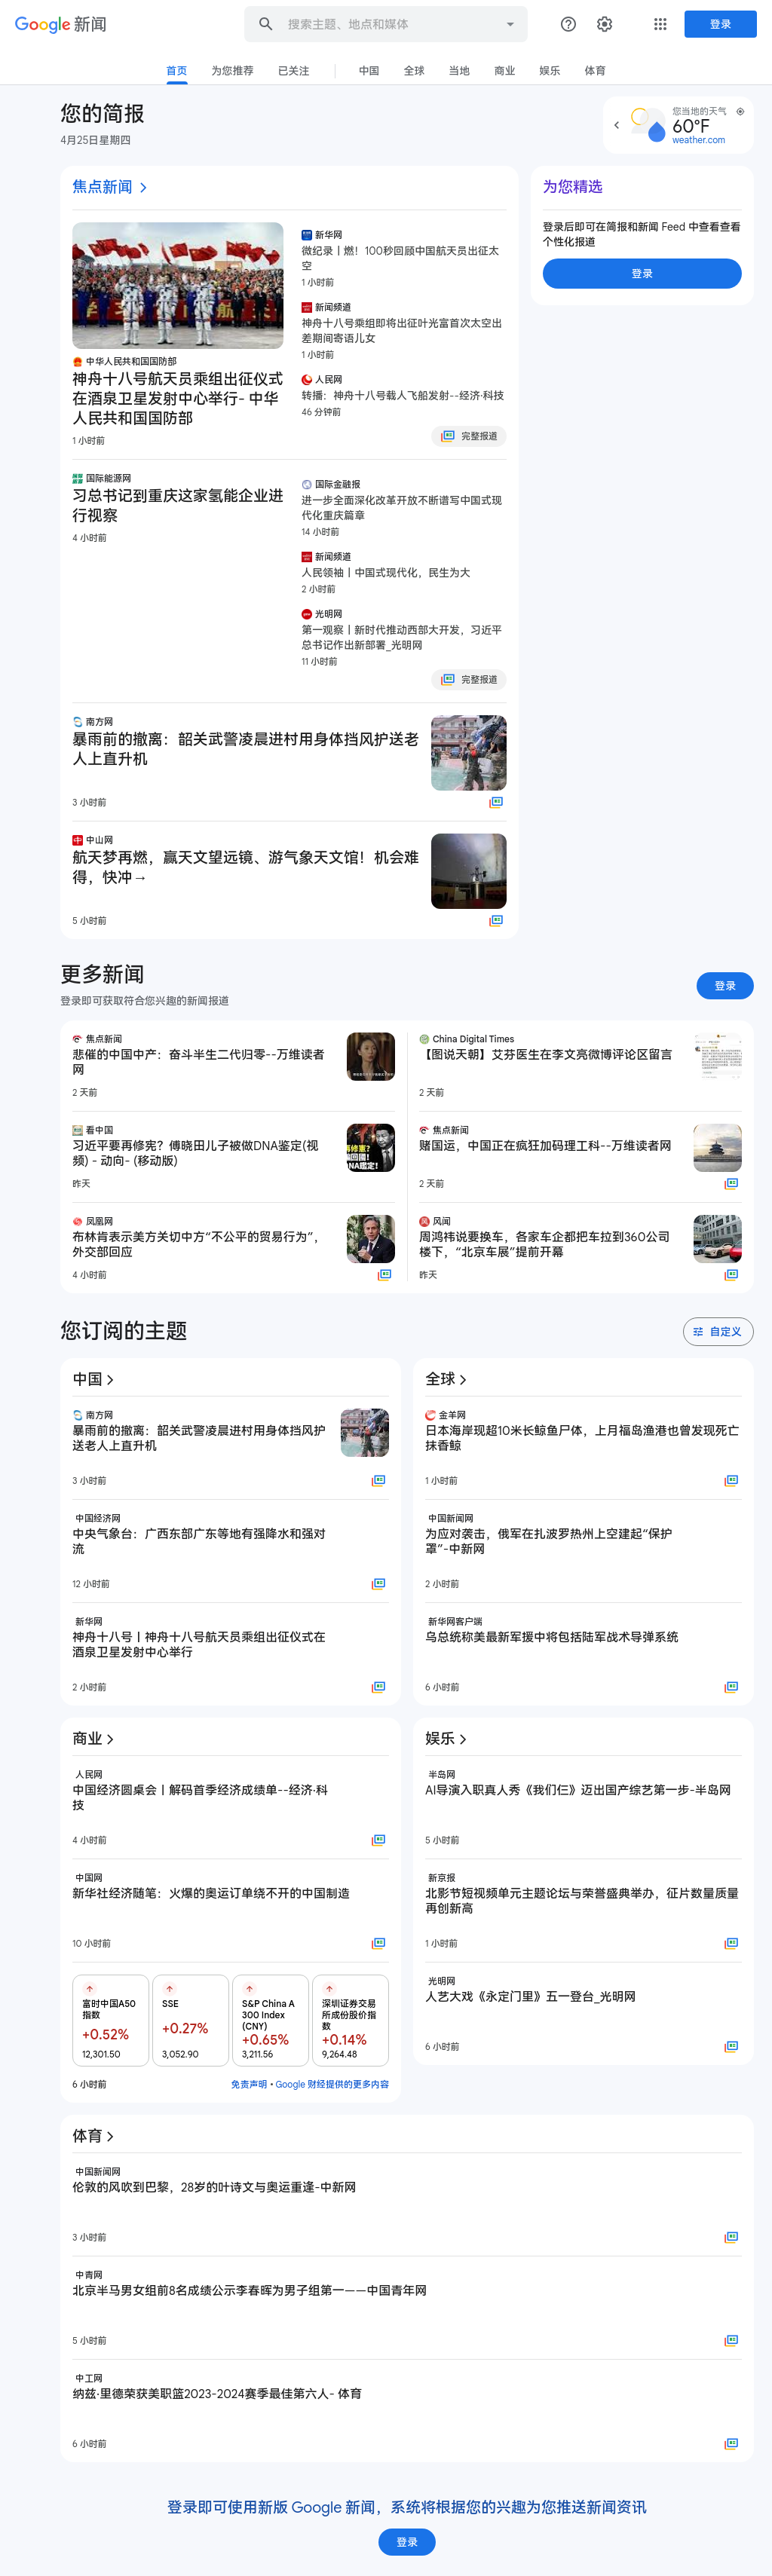 Google 新闻
搜索主题、地点和媒体
登录
首页
为您推荐
已关注
中国
全球
当地
商业
娱乐
体育
您的简报
4月25日星期四
您当地的天气
60°F
weather.com
焦点新闻
中华人民共和国国防部
神舟十八号航天员乘组出征仪式
在酒泉卫星发射中心举行- 中华
人民共和国国防部
1 小时前
新华网
微纪录丨燃！100秒回顾中国航天员出征太
空
1 小时前
新闻频道
神舟十八号乘组即将出征叶光富首次太空出
差期间寄语儿女
1 小时前
人民网
转播：神舟十八号载人飞船发射--经济·科技
46 分钟前
完整报道
国际能源网
习总书记到重庆这家氢能企业进
行视察
4 小时前
国际金融报
进一步全面深化改革开放不断谱写中国式现
代化重庆篇章
14 小时前
新闻频道
人民领袖丨中国式现代化，民生为大
2 小时前
光明网
第一观察丨新时代推动西部大开发，习近平
总书记作出新部署_光明网
11 小时前
完整报道
南方网
暴雨前的撤离：韶关武警凌晨进村用身体挡风护送老
人上直升机
3 小时前
中山网
航天梦再燃，赢天文望远镜、游气象天文馆！机会难
得，快冲→
5 小时前
为您精选
登录后即可在简报和新闻 Feed 中查看查看
个性化报道
登录
更多新闻
登录即可获取符合您兴趣的新闻报道
登录
焦点新闻
悲催的中国中产：奋斗半生二代归零--万维读者
网
2 天前
看中国
习近平要再修宪？傅晓田儿子被做DNA鉴定(视
频) - 动向- (移动版)
昨天
凤凰网
布林肯表示美方关切中方“不公平的贸易行为”，
外交部回应
4 小时前
China Digital Times
【图说天朝】艾芬医生在李文亮微博评论区留言
2 天前
焦点新闻
赌国运，中国正在疯狂加码理工科--万维读者网
2 天前
风闻
周鸿祎说要换车，各家车企都把车拉到360公司
楼下，“北京车展”提前开幕
昨天
您订阅的主题
自定义
中国
南方网
暴雨前的撤离：韶关武警凌晨进村用身体挡风护
送老人上直升机
3 小时前
中国经济网
中央气象台：广西东部广东等地有强降水和强对
流
12 小时前
新华网
神舟十八号丨神舟十八号航天员乘组出征仪式在
酒泉卫星发射中心举行
2 小时前
全球
金羊网
日本海岸现超10米长鲸鱼尸体，上月福岛渔港也曾发现死亡
抹香鲸
1 小时前
中国新闻网
为应对袭击，俄军在扎波罗热州上空建起“保护
罩”-中新网
2 小时前
新华网客户端
乌总统称美最新军援中将包括陆军战术导弹系统
6 小时前
商业
人民网
中国经济圆桌会丨解码首季经济成绩单--经济·科
技
4 小时前
中国网
新华社经济随笔：火爆的奥运订单绕不开的中国制造
10 小时前
富时中国A50
指数
+0.52%
12,301.50
SSE
+0.27%
3,052.90
S&P China A
300 Index
(CNY)
+0.65%
3,211.56
深圳证券交易
所成份股价指
数
+0.14%
9,264.48
6 小时前
免责声明 • Google 财经提供的更多内容
娱乐
半岛网
AI导演入职真人秀《我们仨》迈出国产综艺第一步-半岛网
5 小时前
新京报
北影节短视频单元主题论坛与荣誉盛典举办，征片数量质量
再创新高
1 小时前
光明网
人艺大戏《永定门里》五一登台_光明网
6 小时前
体育
中国新闻网
伦敦的风吹到巴黎，28岁的叶诗文与奥运重逢-中新网
3 小时前
中青网
北京半马男女组前8名成绩公示李春晖为男子组第一——中国青年网
5 小时前
中工网
纳兹·里德荣获美职篮2023-2024赛季最佳第六人- 体育
6 小时前
登录即可使用新版 Google 新闻，系统将根据您的兴趣为您推送新闻资讯
登录